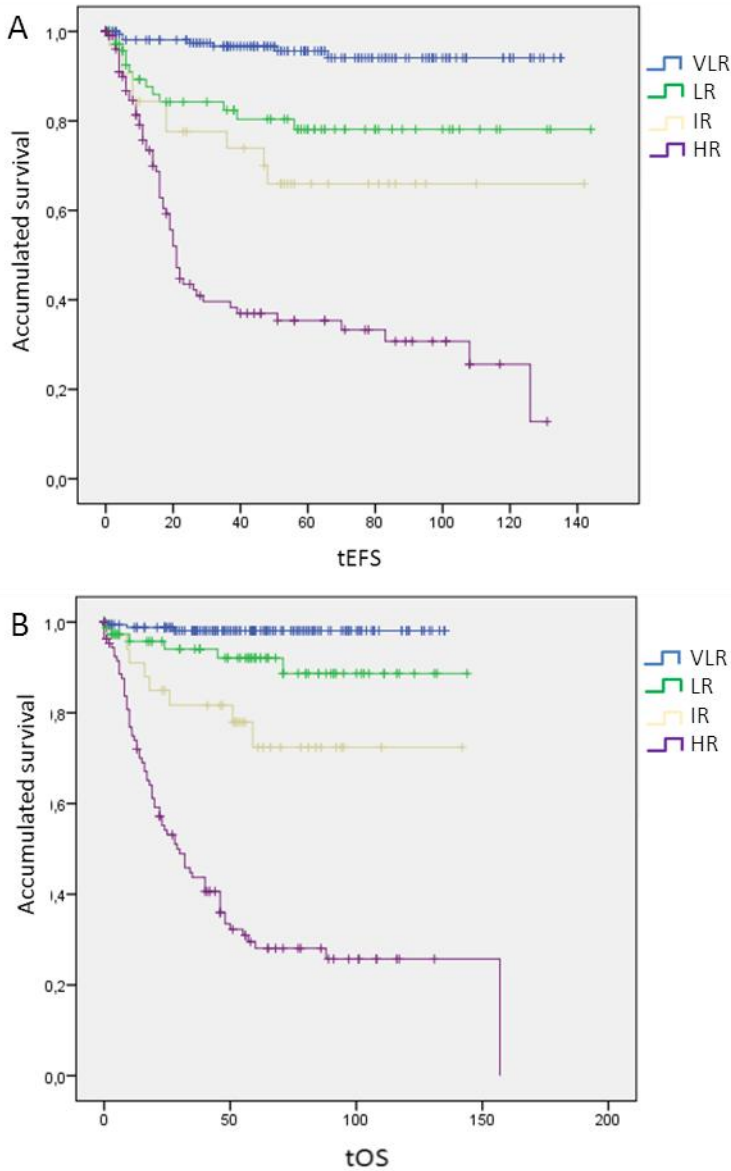 A
1,0
0,8
0,6
0,4
0,2
0,0
Accumulated survival
0 20 40 60 80 100 120 140
tEFS
VLR
LR
IR
HR
B
1,0
0,8
),6
),4
0,2
0,0
Accumulated survival
0 50 100 150 200
tOS
VLR
LR
IR
HR